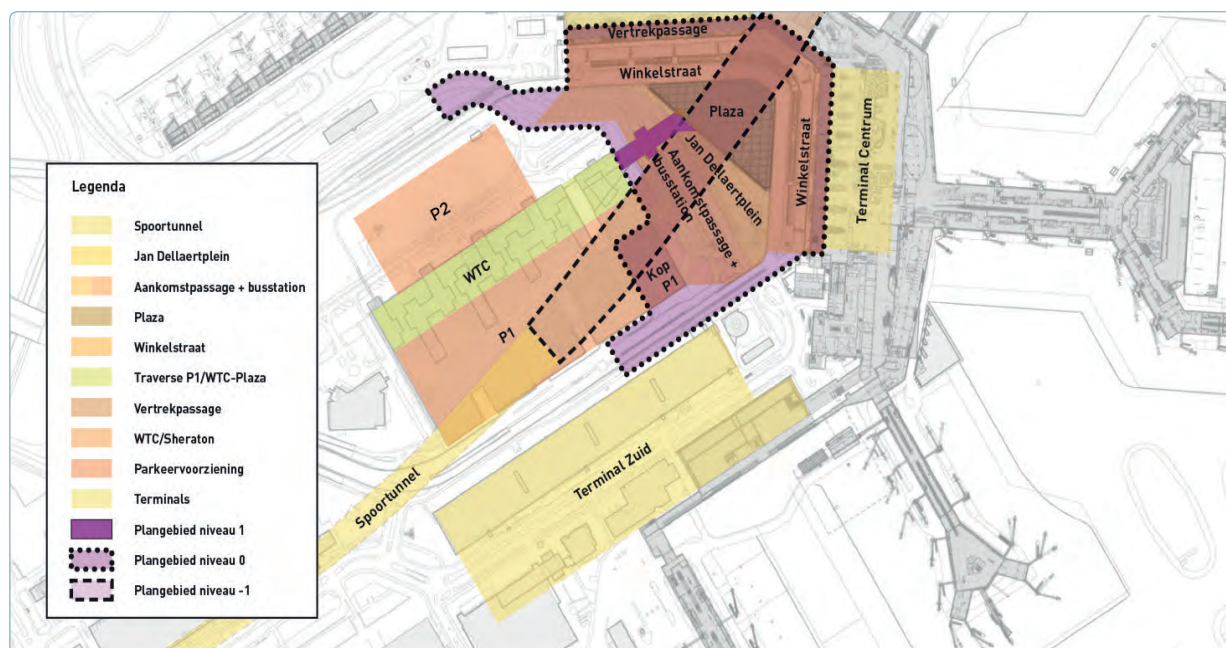 Vertrekpassage
Winkelstraat
Plaza
Winkelstraat
Terminal Centrum
Jan Dellaertplein
Aankomstpassage +
busstation
P2
WTC
Kop
P1
P1
Terminal Zuid
Spoortunnel
Legenda
Spoortunnel
Jan Dellaertplein
Aankomstpassage + busstation
Plaza
Winkelstraat
Traverse P1/WTC-Plaza
Vertrekpassage
WTC/Sheraton
Parkeervoorziening
Terminals
Plangebied niveau 1
Plangebied niveau 0
Plangebied niveau -1